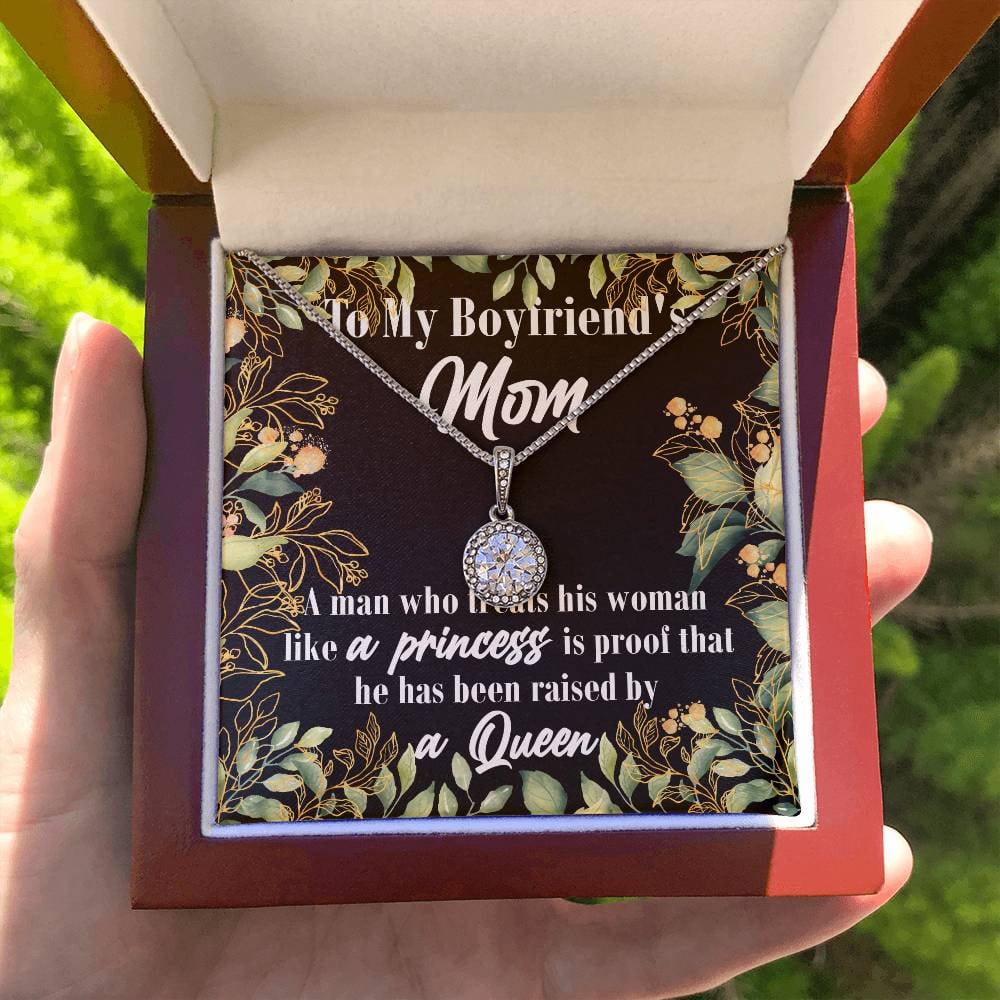 To My Boyfriend's
Mom
A man who treats his woman
like a princess is proof that
he has been raised by
a Queen